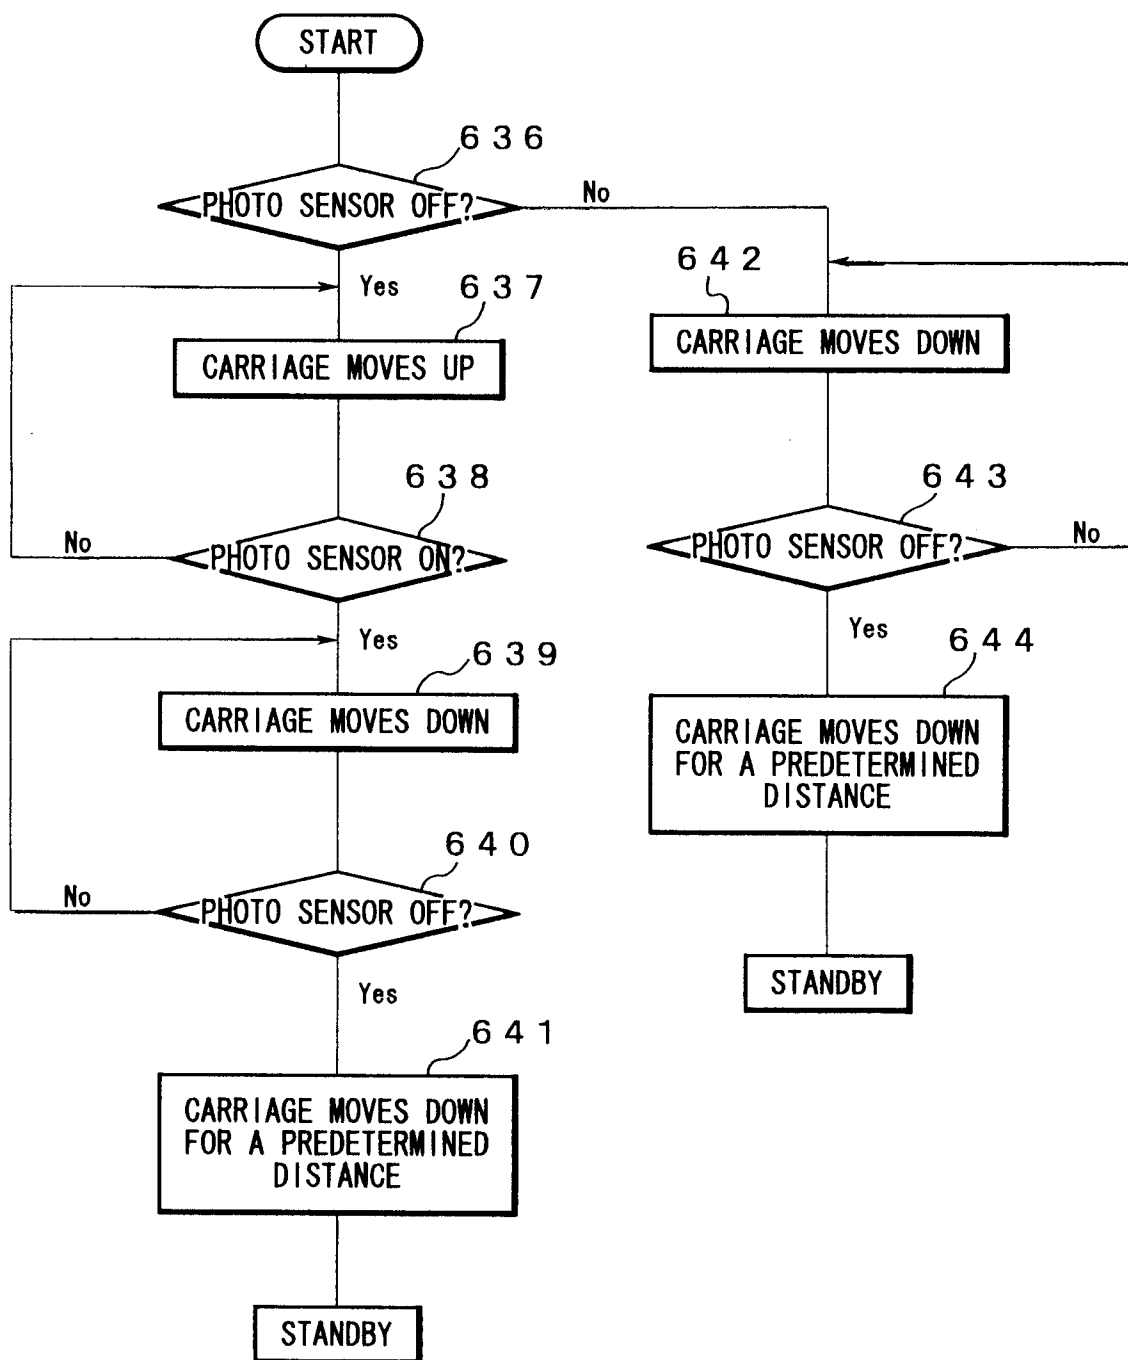 START
636
PHOTO SENSOR OFF?
No
Yes
637
CARRIAGE MOVES UP
638
PHOTO SENSOR ON?
No
Yes
639
CARRIAGE MOVES DOWN
640
PHOTO SENSOR OFF?
No
Yes
641
CARRIAGE MOVES DOWN
FOR A PREDETERMINED
DISTANCE
STANDBY
642
CARRIAGE MOVES DOWN
643
PHOTO SENSOR OFF?
No
Yes
644
CARRIAGE MOVES DOWN
FOR A PREDETERMINED
DISTANCE
STANDBY